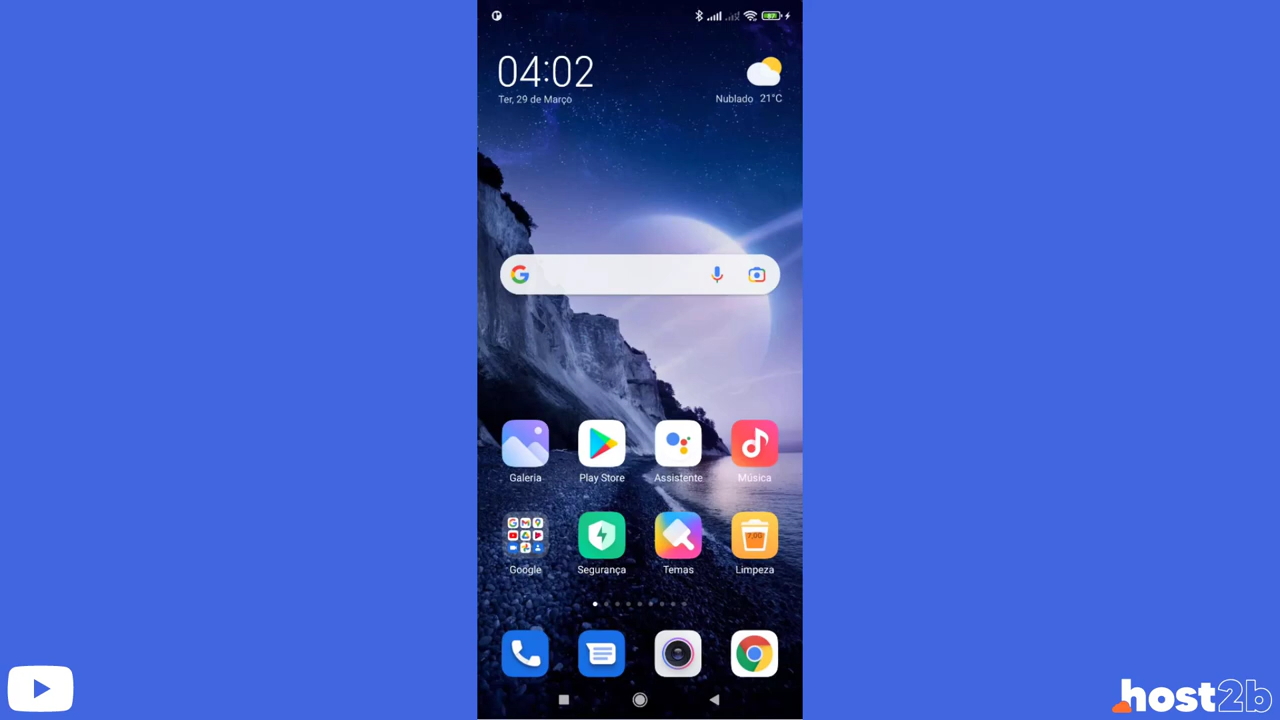 04:02
Ter, 29 de Março
Nublado 21°C
Galeria
Play Store
Assistente
Música
Google
Segurança
Temas
Limpeza
host2b